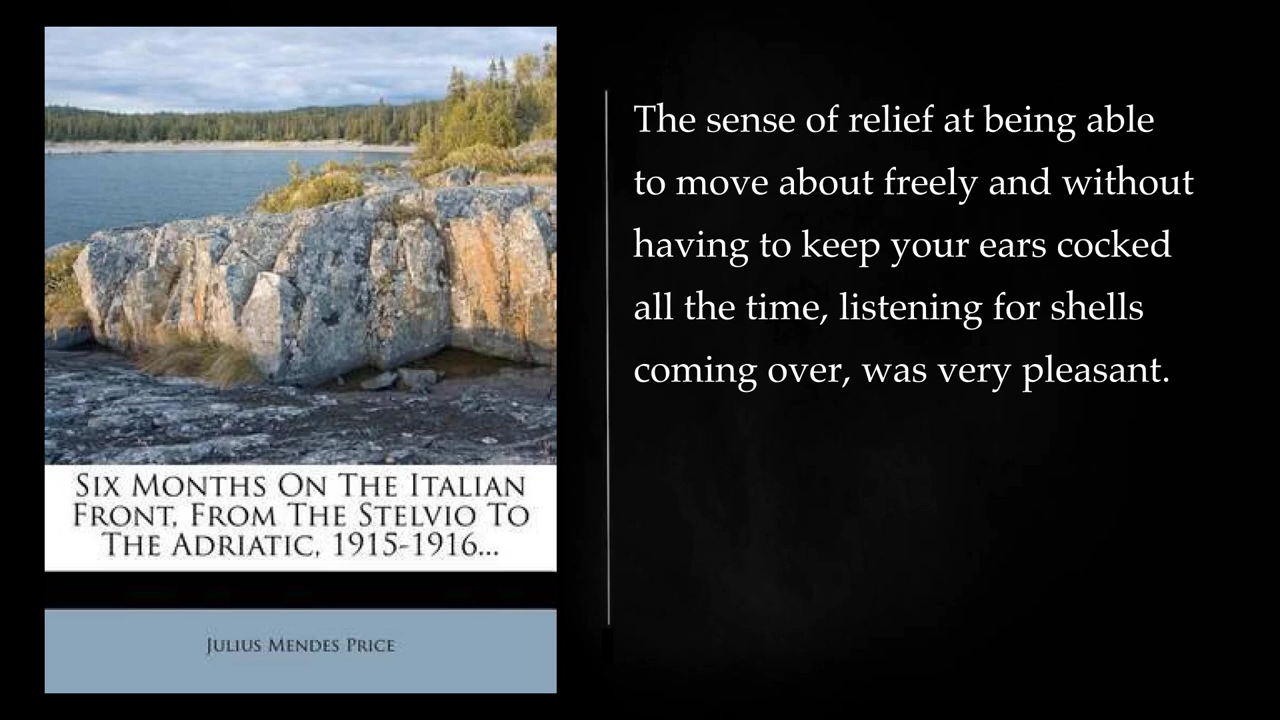 SIX MONTHS ON THE ITALIAN
FRONT, FROM THE STELVIO TO
THE ADRIATIC, 1915-1916...
JULIUS MENDES PRICE
The sense of relief at being able
to move about freely and without
having to keep your ears cocked
all the time, listening for shells
coming over, was very pleasant.